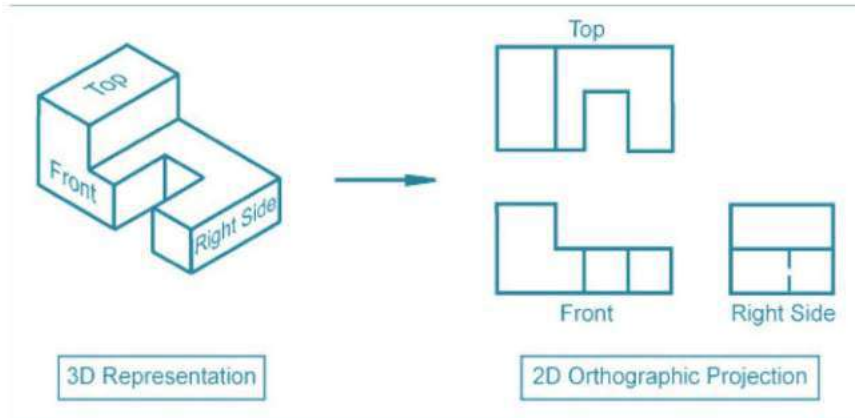 Top
Front
Right Side
Top
Front
Right Side
3D Representation
2D Orthographic Projection